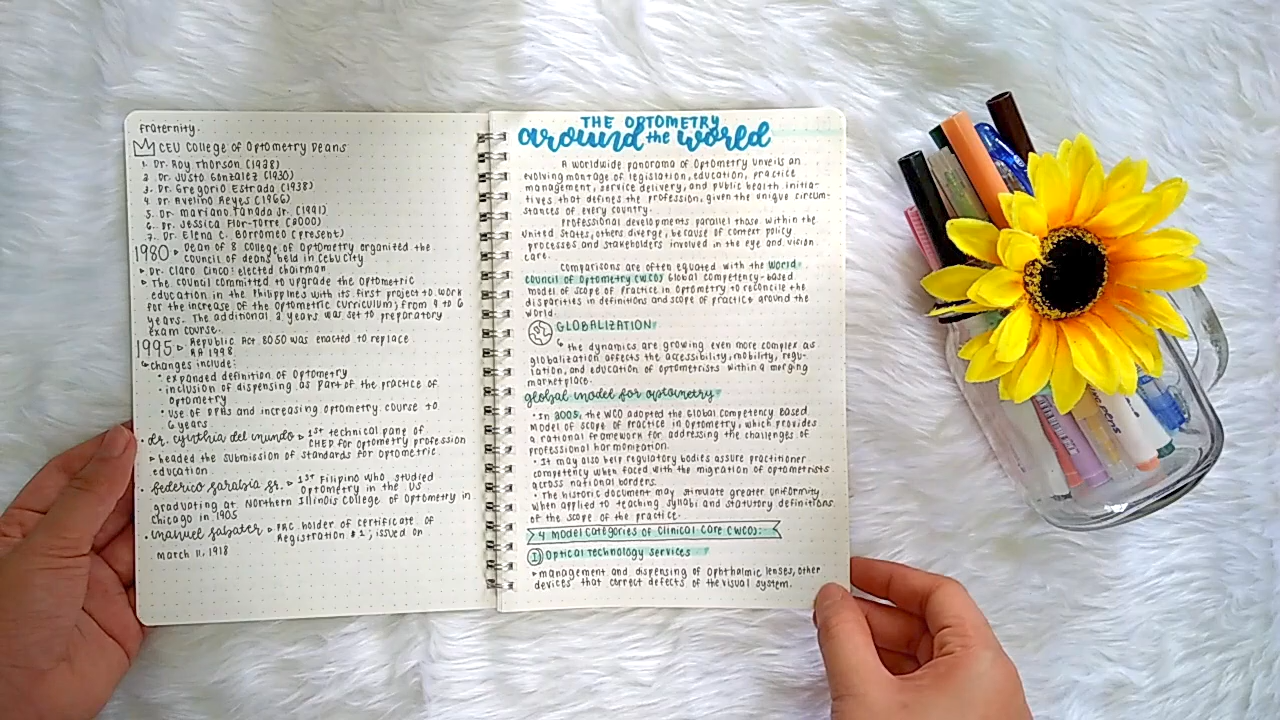 Fraternity.
CEU College of Optometry Deans
1. Dr. Roy Thorson (1938)
2. Dr. Justo Gonzalez (1930)
3. Dr. Gregorio Estrada (1938)
4. Dr. Avelino Reyes (1966)
5. Dr. Mariano Tanada Jr. (1991)
6. Dr. Jessica Flor-Torre (2000)
7. Dr. Elena C. Borromeo (present)
1980 Dean of 8 college of Optometry organized the
council of deans held in Cebu City
Dr. Claro Cinco: elected chairman
The council committed to upgrade the optometric
education in the Philippines with its first project to work
for the increase in optom curriculum; from 4 to 6
years. The additional 2 years was set to preparatory
exam course.
1995 Republic Act 8050 was enacted to replace
RA 1998.
changes include:
expanded definition of Optometry
inclusion of dispensing as part of the practice of
optometry
Use of DPAs and increasing optometry course to
6 years
Dr. Cynthia del Mundo 1st technical pane of
CHED for optometry profession
headed the submission of standards for optometric
education
Federico Sarabia Sr. 1st Filipino who studied
Optometry in the US
graduating at Northern Illinois College of Optometry in
Chicago in 1905
Manuel Sabater PRC holder of certificate of
Registration # 1; issued on
March 11, 1918
THE OPTOMETRY
around the world
A worldwide panorama of Optometry unveils an
evolving montage of legislation, education, practice
management, service delivery, and public health initia-
tives that defines the profession, given the unique circum-
stances of every country.
Professional developments parallel those within the
United States, others diverge, because of context policy
processes and stakeholders involved in the eye and vision
care.
Comparisons are often equated with the World
Council of Optometry (WCO) Global competency-based
model of scope of practice in Optometry to reconcile the
disparities in definitions and scope of practice around the
world.
GLOBALIZATION
the dynamics are growing even more complex as
globalization affects the accessibility, mobility, regu-
lation, and education of optometrists within a merging
marketplace.
global model for optometry
In 2005, the WCO adopted the Global Competency Based
Model of Scope of Practice in Optometry, which provides
a rational framework for addressing the challenges of
professional harmonization.
It may also help regulatory bodies assure practitioner
competency when faced with the migration of optometrists
across national borders.
The historic document may stimulate greater uniformity
when applied to teaching syllabi and statutory definitions
of the scope of the practice.
4 Model Categories of Clinical Care (WCO):
1 Optical Technology Services
management and dispensing of Ophthalmic lenses, other
devices that correct defects of the visual system.